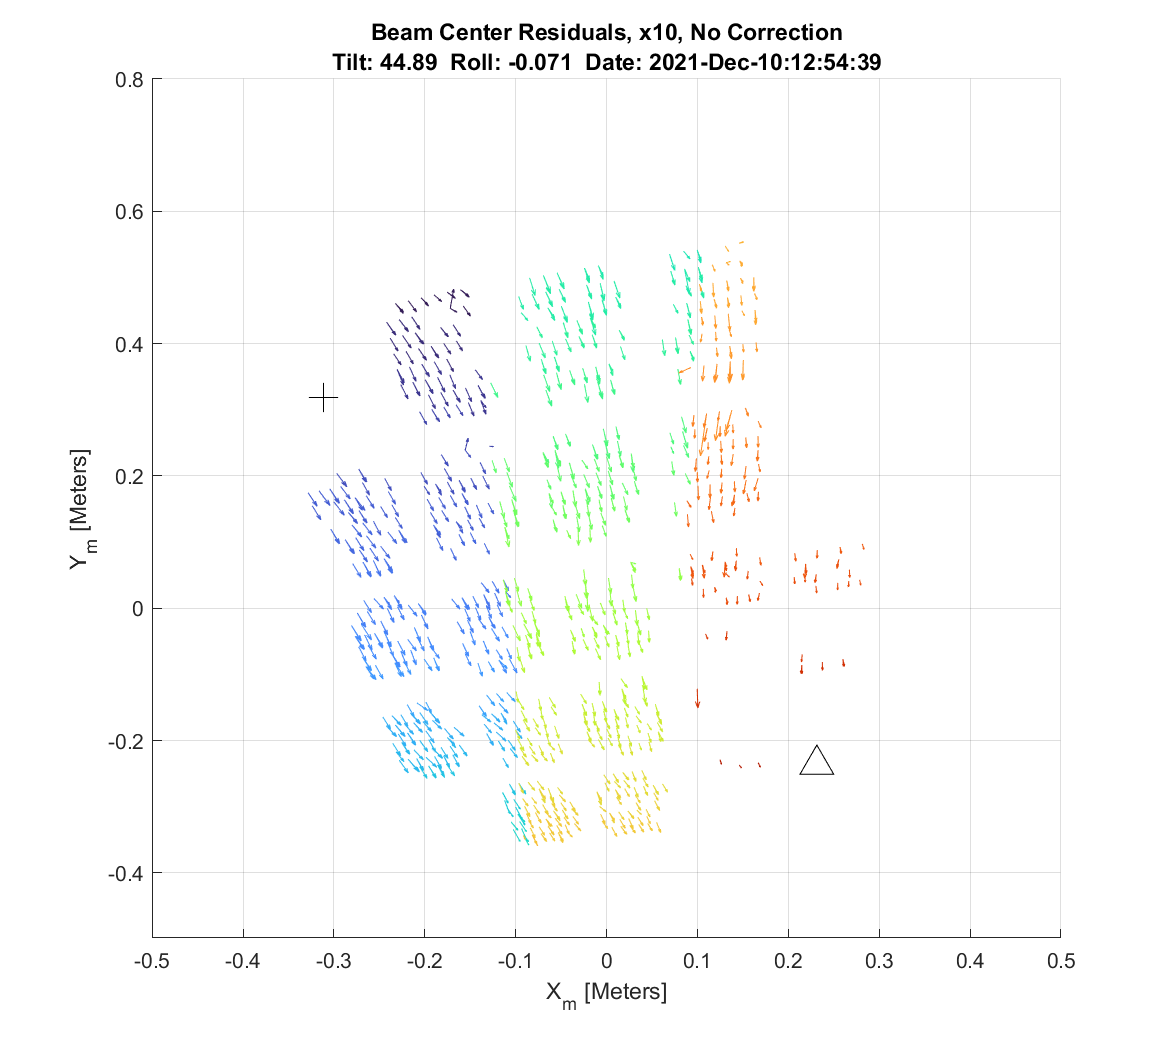 Beam Center Residuals, x10, No Correction
Tilt: 44.89 Roll: -0.071 Date: 2021-Dec-10:12:54:39
0.8
0.6
0.4
0.2
0
-0.2
-0.4
Y_m [Meters]
-0.5 -0.4 -0.3 -0.2 -0.1 0 0.1 0.2 0.3 0.4 0.5
X_m [Meters]